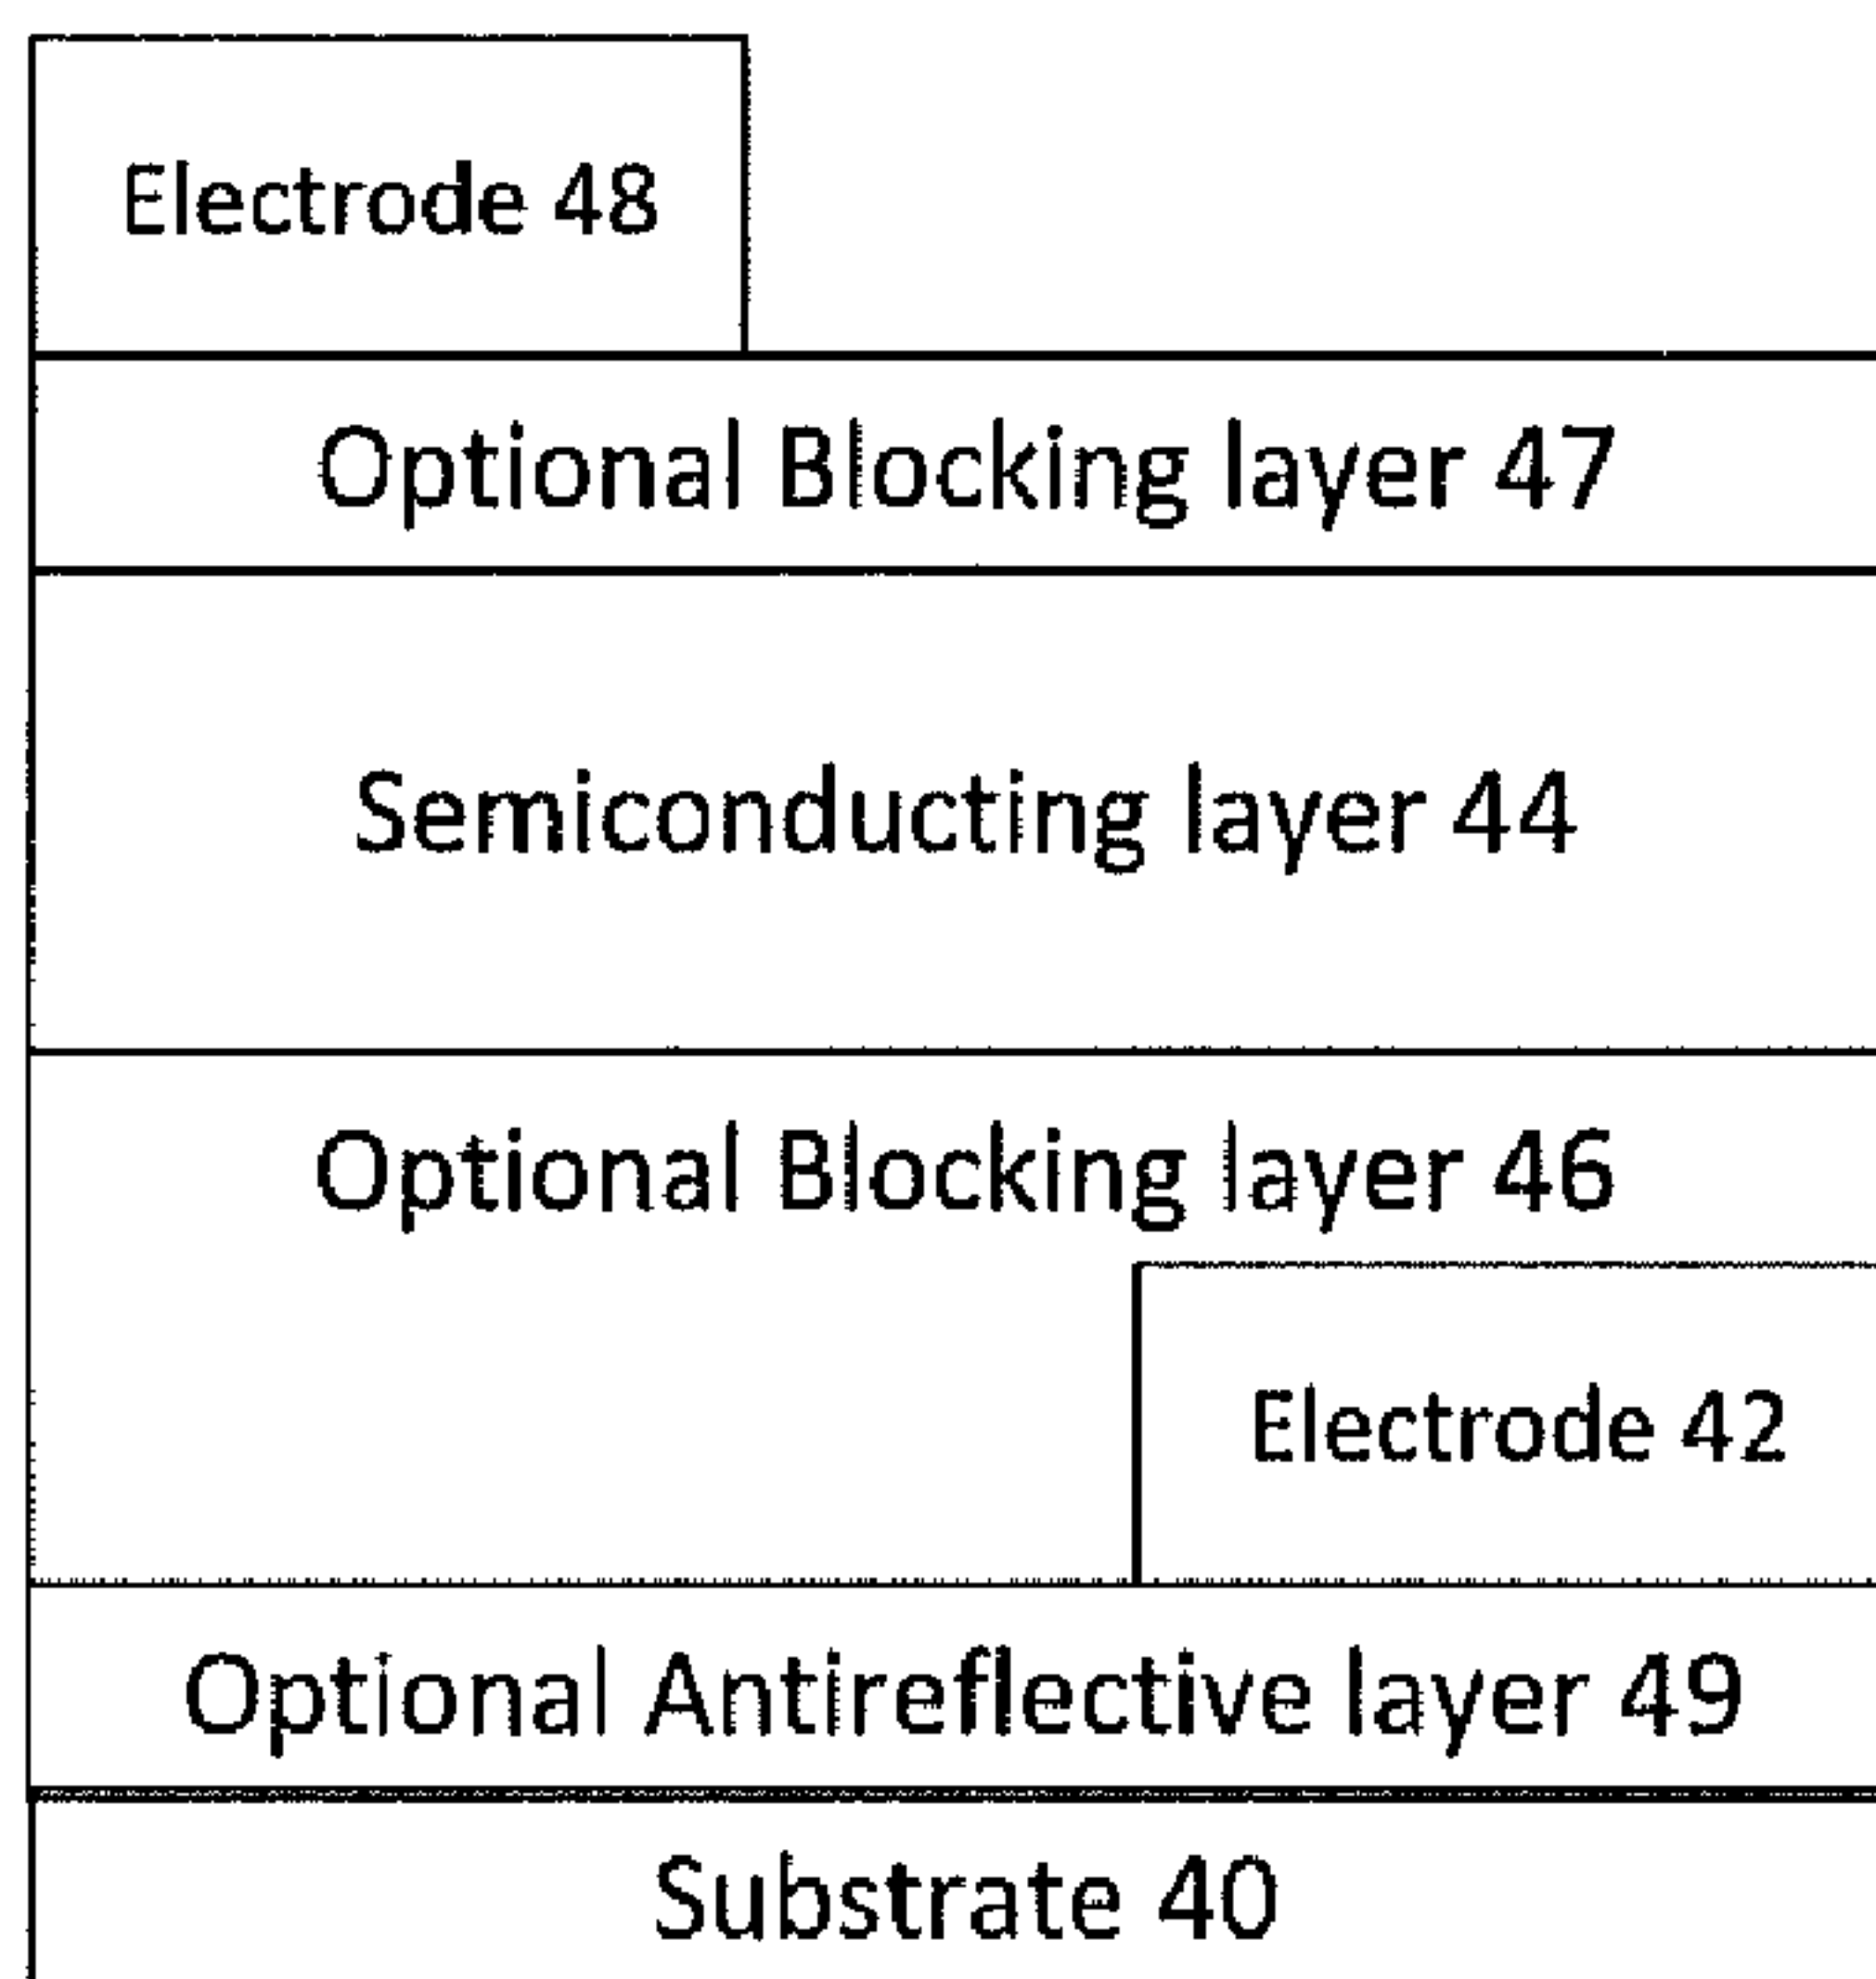 Electrode 48
Optional Blocking layer 47
Semiconducting layer 44
Optional Blocking layer 46
Electrode 42
Optional Antireflective layer 49
Substrate 40